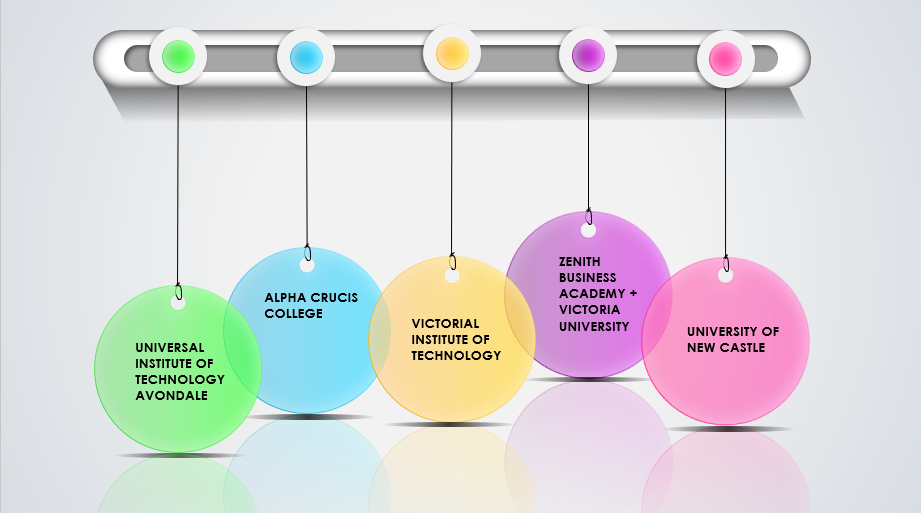 UNIVERSAL
INSTITUTE OF
TECHNOLOGY
AVONDALE
ALPHA CRUCIS
COLLEGE
VICTORIAL
INSTITUTE OF
TECHNOLOGY
ZENITH
BUSINESS
ACADEMY +
VICTORIA
UNIVERSITY
UNIVERSITY OF
NEW CASTLE